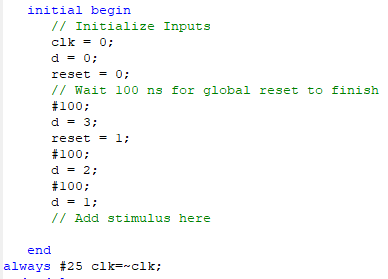 initial begin
// Initialize Inputs
clk = 0;
d = 0;
reset = 0;
// Wait 100 ns for global reset to finish
#100;
d = 3;
reset = 1;
#100;
d = 2;
#100;
d = 1;
// Add stimulus here
end
always #25 clk=~clk;